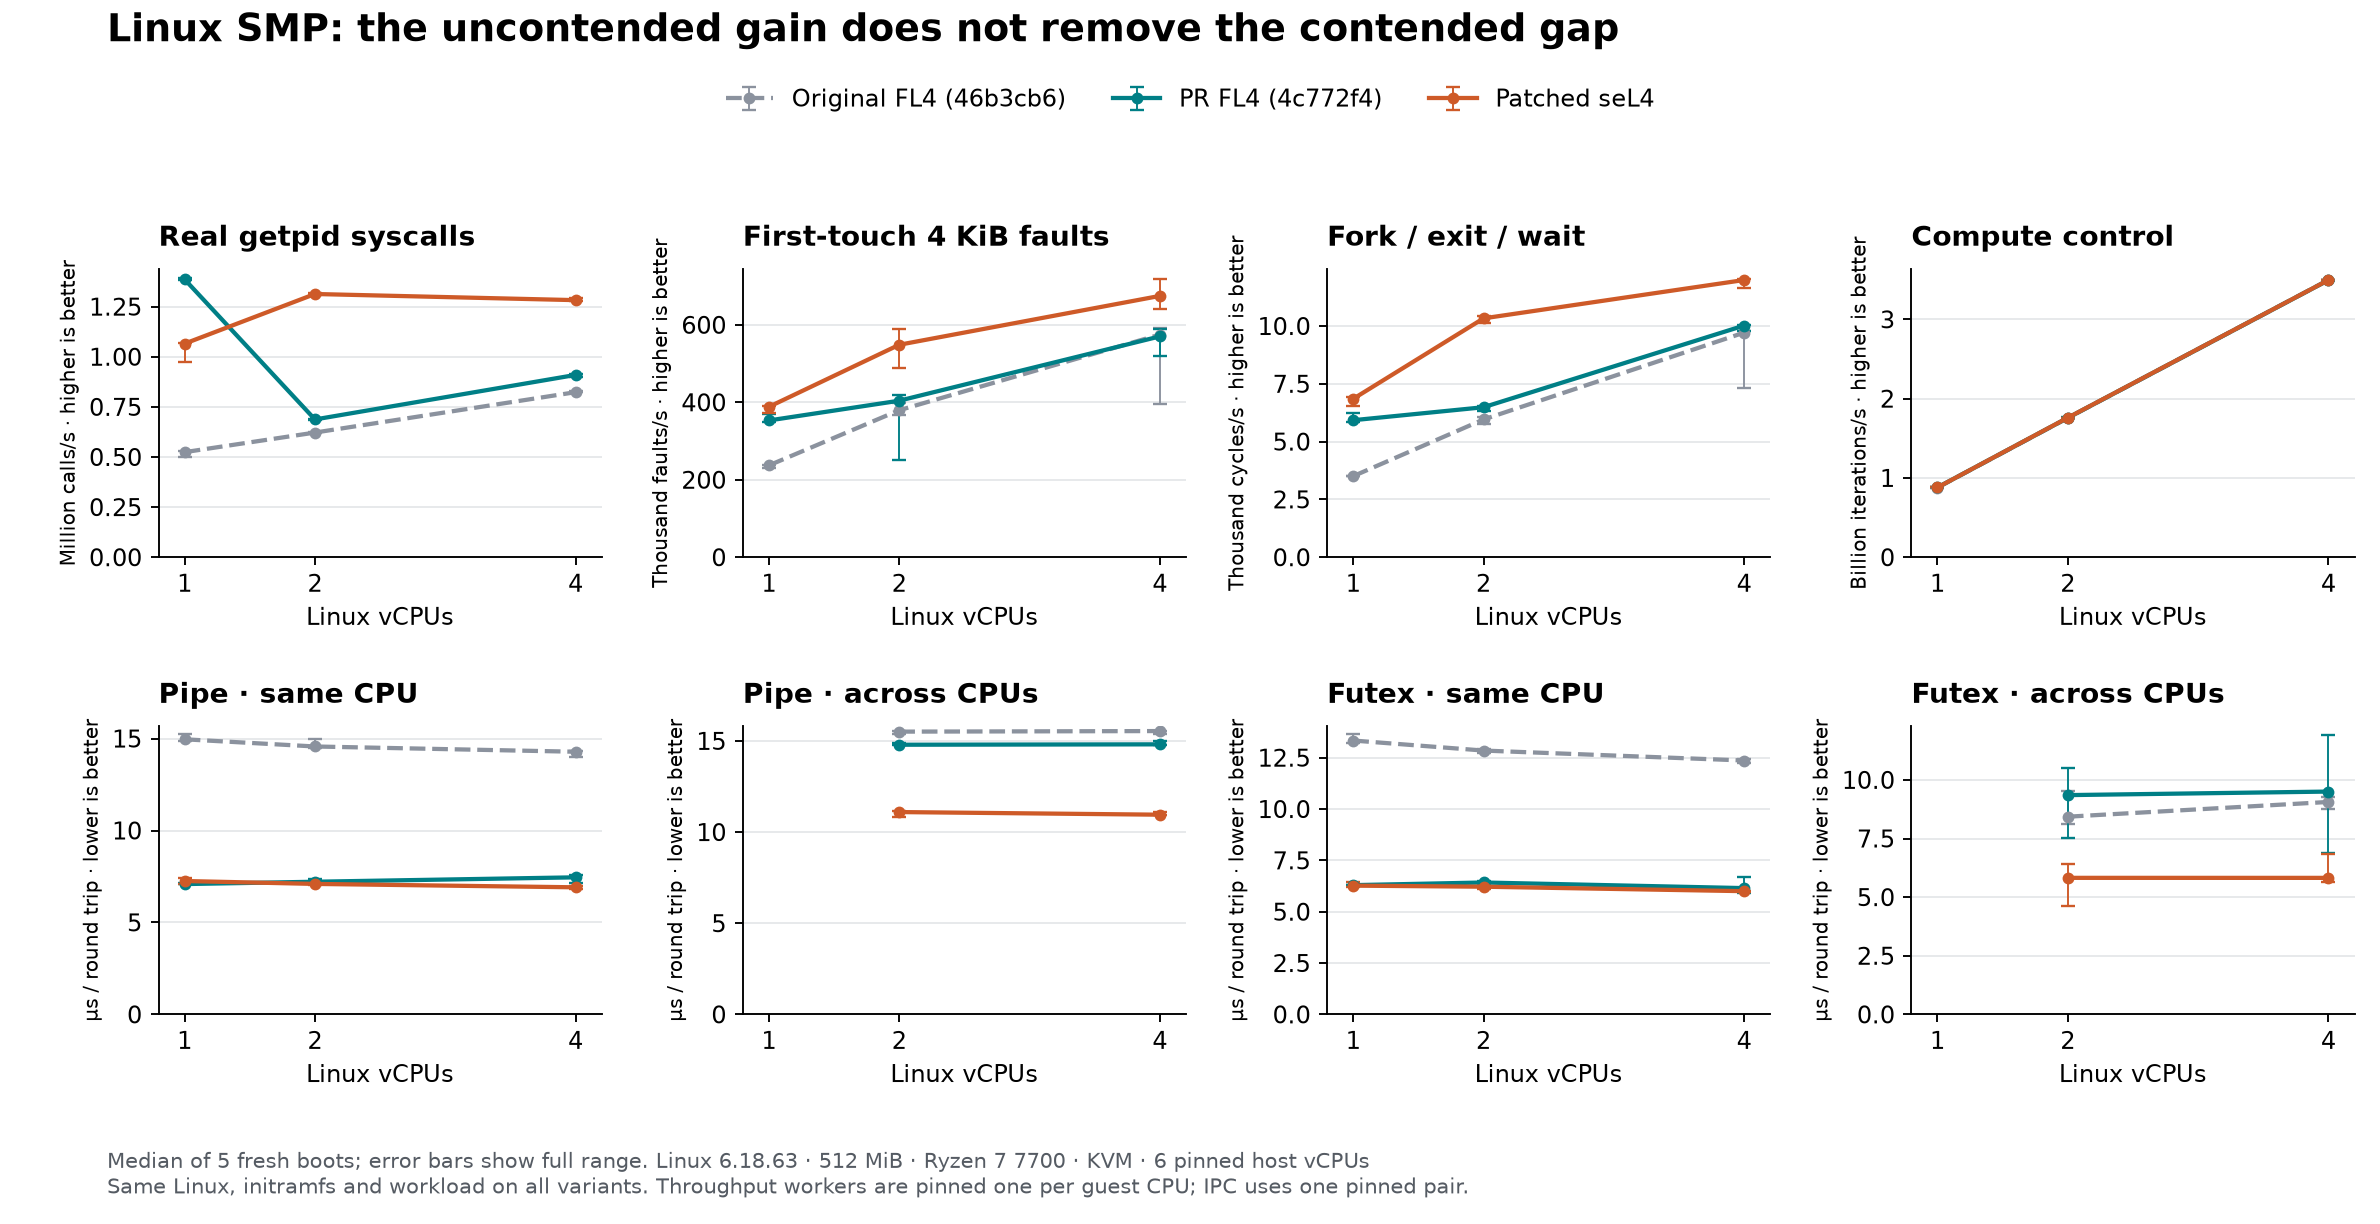 Linux SMP: the uncontended gain does not remove the contended gap
Original FL4 (46b3cb6)
PR FL4 (4c772f4)
Patched seL4
Real getpid syscalls
Million calls/s · higher is better
1.25
1.00
0.75
0.50
0.25
0.00
1
2
4
Linux vCPUs
First-touch 4 KiB faults
Thousand faults/s · higher is better
600
400
200
0
1
2
4
Linux vCPUs
Fork / exit / wait
Thousand cycles/s · higher is better
10.0
7.5
5.0
2.5
0.0
1
2
4
Linux vCPUs
Compute control
Billion iterations/s · higher is better
3
2
1
0
1
2
4
Linux vCPUs
Pipe · same CPU
µs / round trip · lower is better
15
10
5
0
1
2
4
Linux vCPUs
Pipe · across CPUs
µs / round trip · lower is better
15
10
5
0
1
2
4
Linux vCPUs
Futex · same CPU
µs / round trip · lower is better
12.5
10.0
7.5
5.0
2.5
0.0
1
2
4
Linux vCPUs
Futex · across CPUs
µs / round trip · lower is better
10.0
7.5
5.0
2.5
0.0
1
2
4
Linux vCPUs
Median of 5 fresh boots; error bars show full range. Linux 6.18.63 · 512 MiB · Ryzen 7 7700 · KVM · 6 pinned host vCPUs
Same Linux, initramfs and workload on all variants. Throughput workers are pinned one per guest CPU; IPC uses one pinned pair.